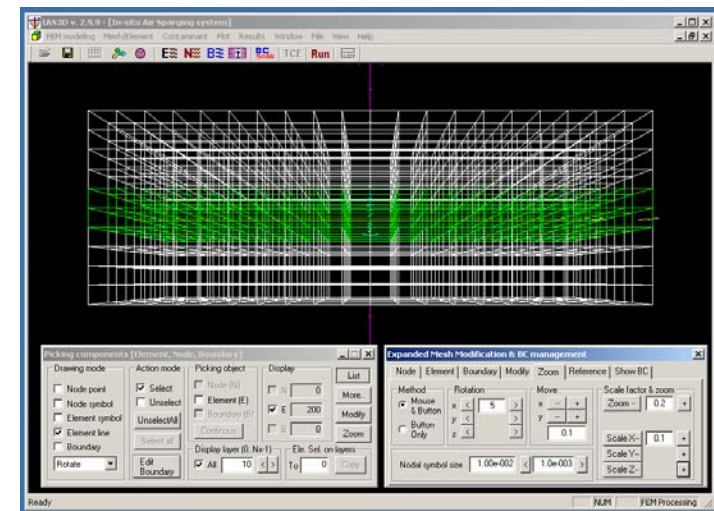 IAS3D v. 2.9.9 - [In-situ Air Sparging system]
FEM modeling Mesh/Element Contaminant Plot Results Window File View Help
BC TCE Run
Picking components [Element, Node, Boundary]
Drawing mode
Node point
Node symbol
Element symbol
Element line
Boundary
Rotate
Action mode
Select
Unselect
UnselectAll
Select all
Edit Boundary
Picking object
Node (N)
Element (E)
Boundary (B)
Continous
Display
N 0
E 200
B 0
List
More..
Modify
Zoom
Display layer (0: Nx+1)
All 10 < >
Ele. Sel. on layers
To 0 Copy
Expanded Mesh Modification & BC management
Node Element Boundary Modify Zoom Reference Show BC
Method
Mouse & Button
Button Only
Rotation
x < 5 >
y < >
z < >
Move
x - +
y - +
0.1
Scale factor & zoom
Zoom - 0.2 +
Scale X- 0.1 +
Scale Y- +
Scale Z- +
Nodal symbol size 1.00e-002 < 1.0e-003 >
Ready
NUM FEM Processing